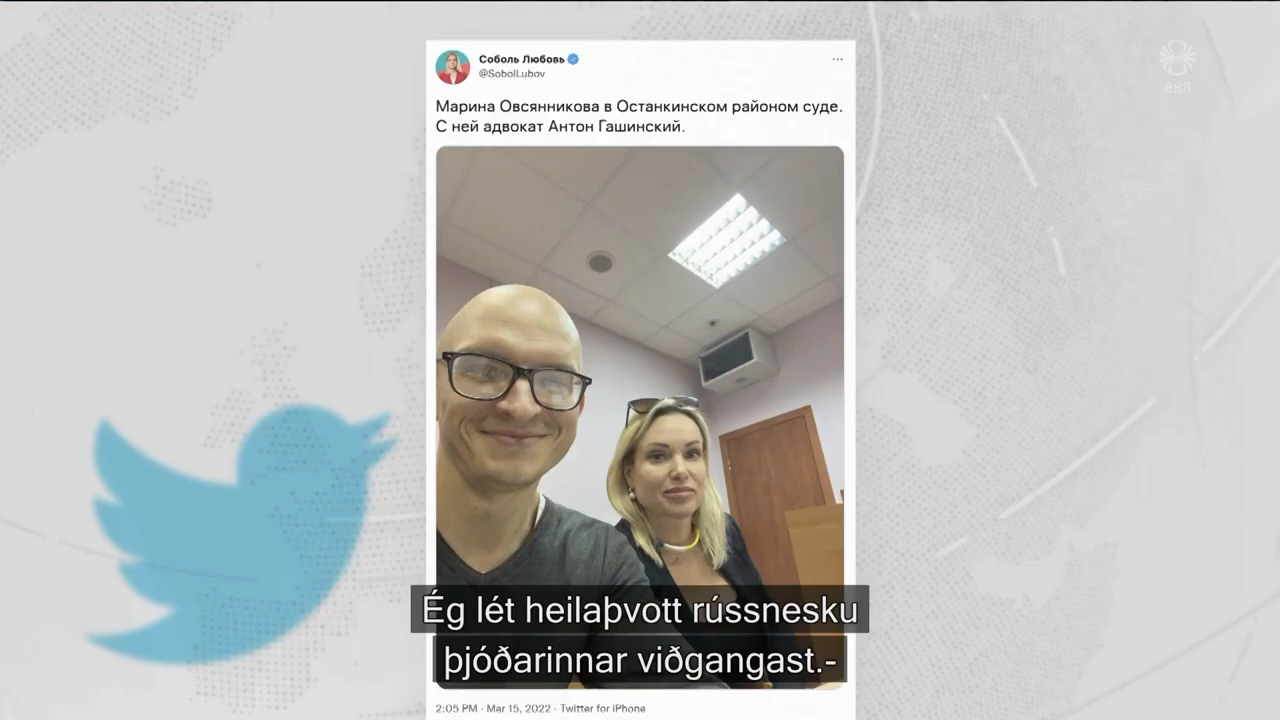 Соболь Любовь
@SobolLubov
...
Марина Овсянникова в Останкинском районом суде.
С ней адвокат Антон Гашинский.
888
Ég lét heilaþvott rússnesku
þjóðarinnar viðgangast.-
2:05 PM · Mar 15, 2022 · Twitter for iPhone